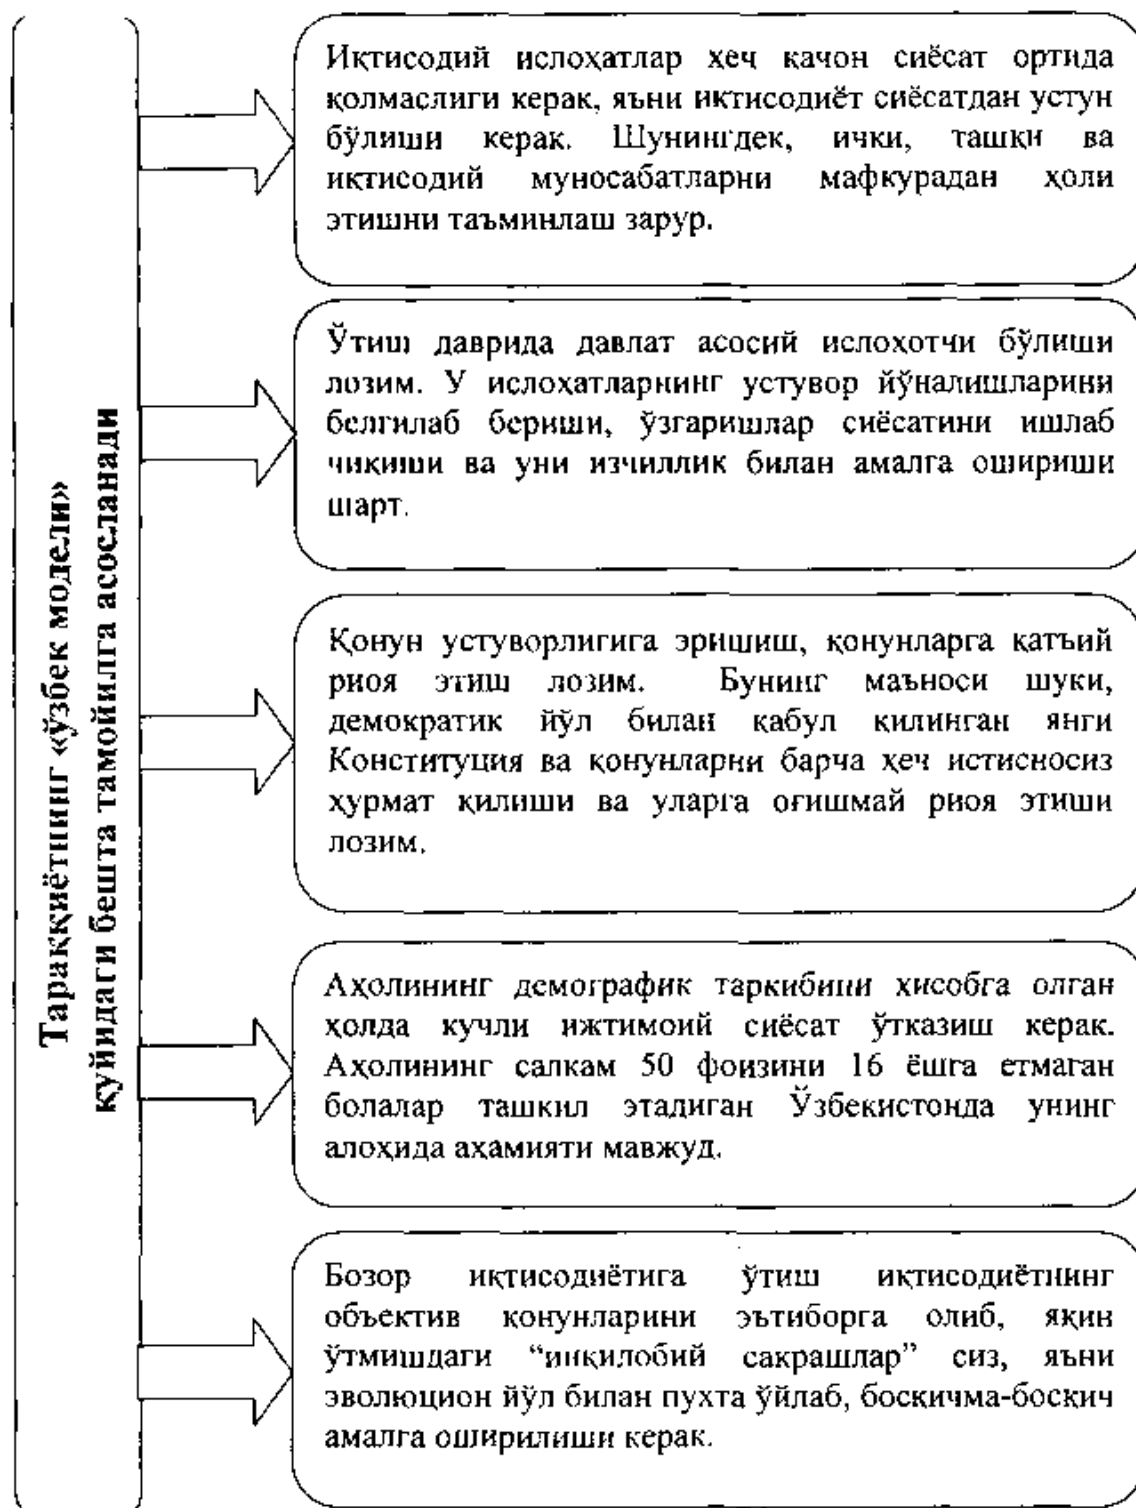 Тараққиётнинг «ўзбек модели»
қуйидаги бешта тамойилга асосланади
Иқтисодий ислоҳатлар ҳеч қачон сиёсат ортида
қолмаслиги керак, яъни иқтисодиёт сиёсатдан устун
бўлиши керак. Шунингдек, ички, ташқи ва
иқтисодий муносабатларни мафкурадан ҳоли
этишни таъминлаш зарур.
Ўтиш даврида давлат асосий ислоҳотчи бўлиши
лозим. У ислоҳатларнинг устувор йўналишларини
белгилаб бериши, ўзгаришлар сиёсатини ишлаб
чиқиши ва уни изчиллик билан амалга ошириши
шарт.
Қонун устуворлигига эришиш, қонунларга қатъий
риоя этиш лозим. Бунинг маъноси шуки,
демократик йўл билан қабул қилинган янги
Конституция ва қонунларни барча ҳеч истисносиз
ҳурмат қилиши ва уларга оғишмай риоя этиши
лозим.
Аҳолининг демографик таркибини ҳисобга олган
ҳолда кучли ижтимоий сиёсат ўтказиш керак.
Аҳолининг салкам 50 фоизини 16 ёшга етмаган
болалар ташкил этадиган Ўзбекистонда унинг
алоҳида аҳамияти мавжуд.
Бозор иқтисодиётига ўтиш иқтисодиётнинг
объектив қонунларини эътиборга олиб, яқин
ўтмишдаги “инқилобий сакрашлар” сиз, яъни
эволюцион йўл билан пухта ўйлаб, босқичма-босқич
амалга оширилиши керак.